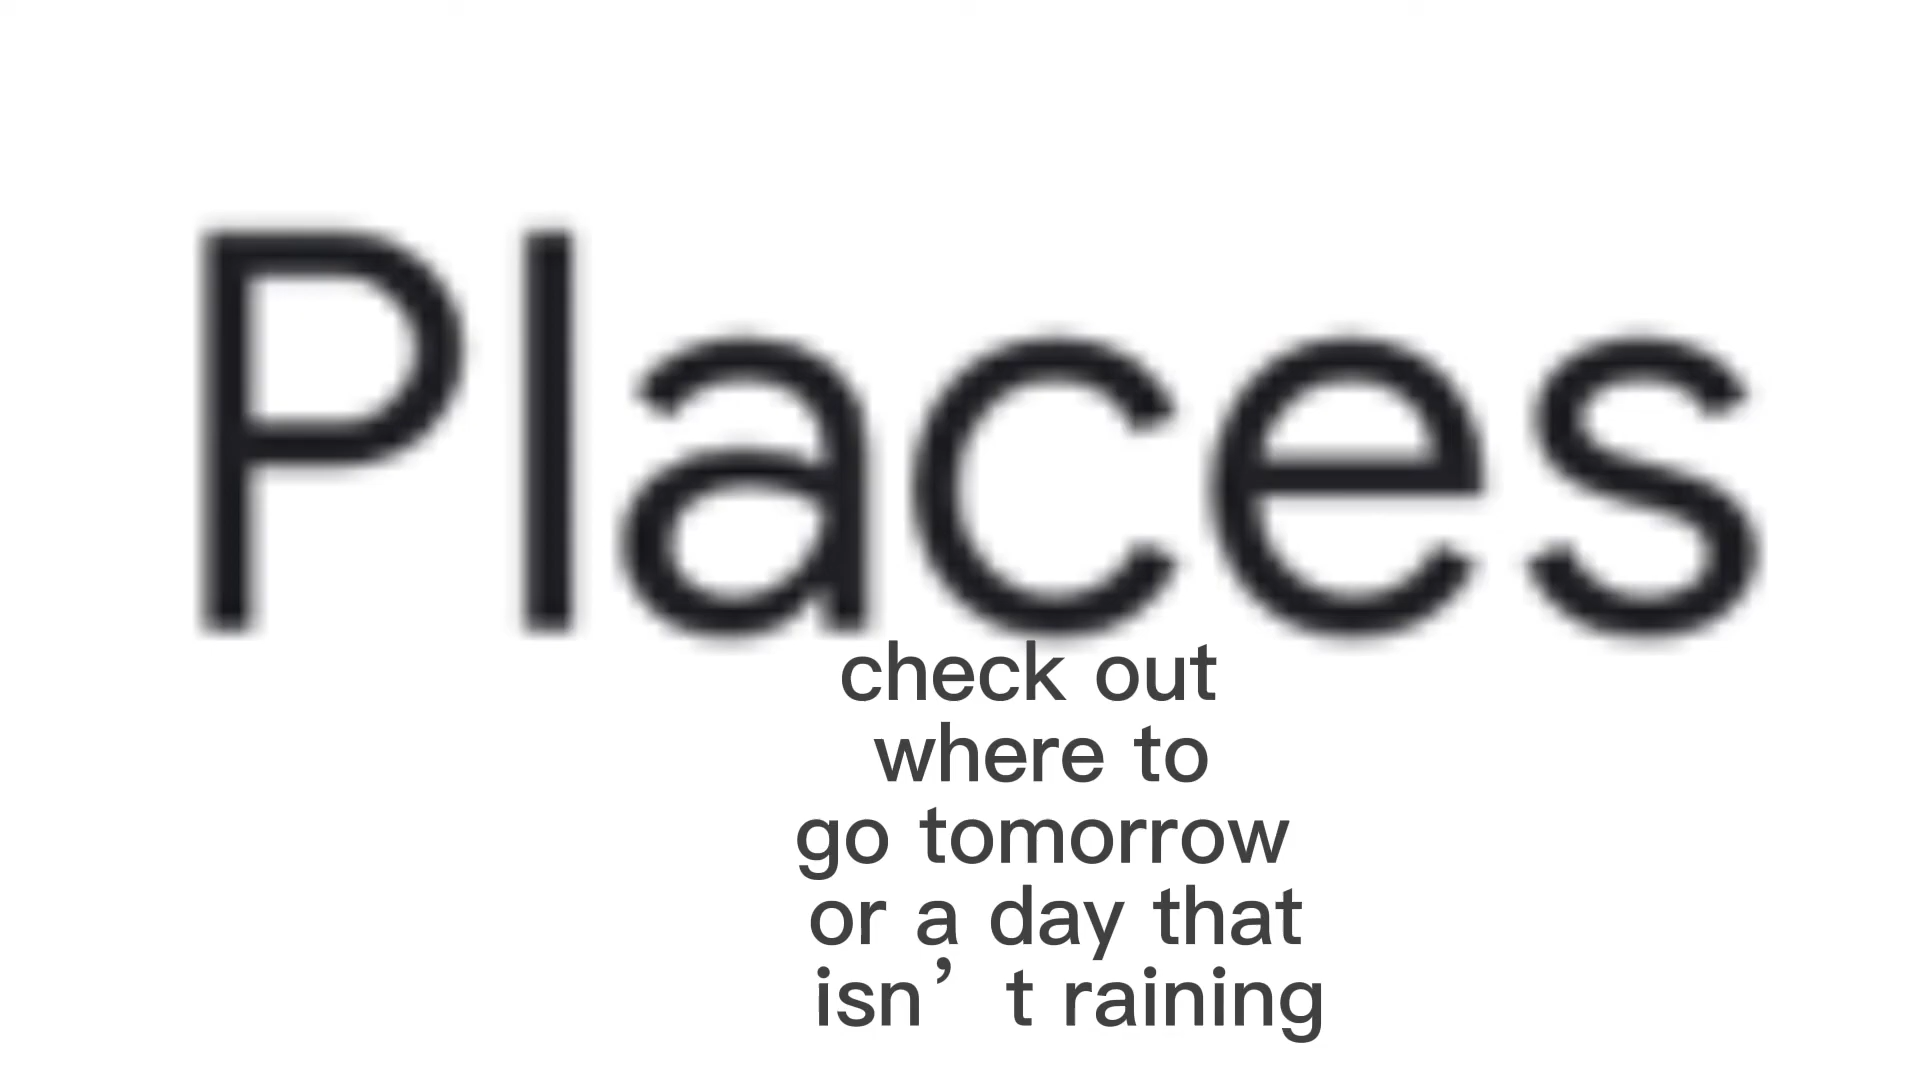 Places
check out
where to
go tomorrow
or a day that
isn’t raining